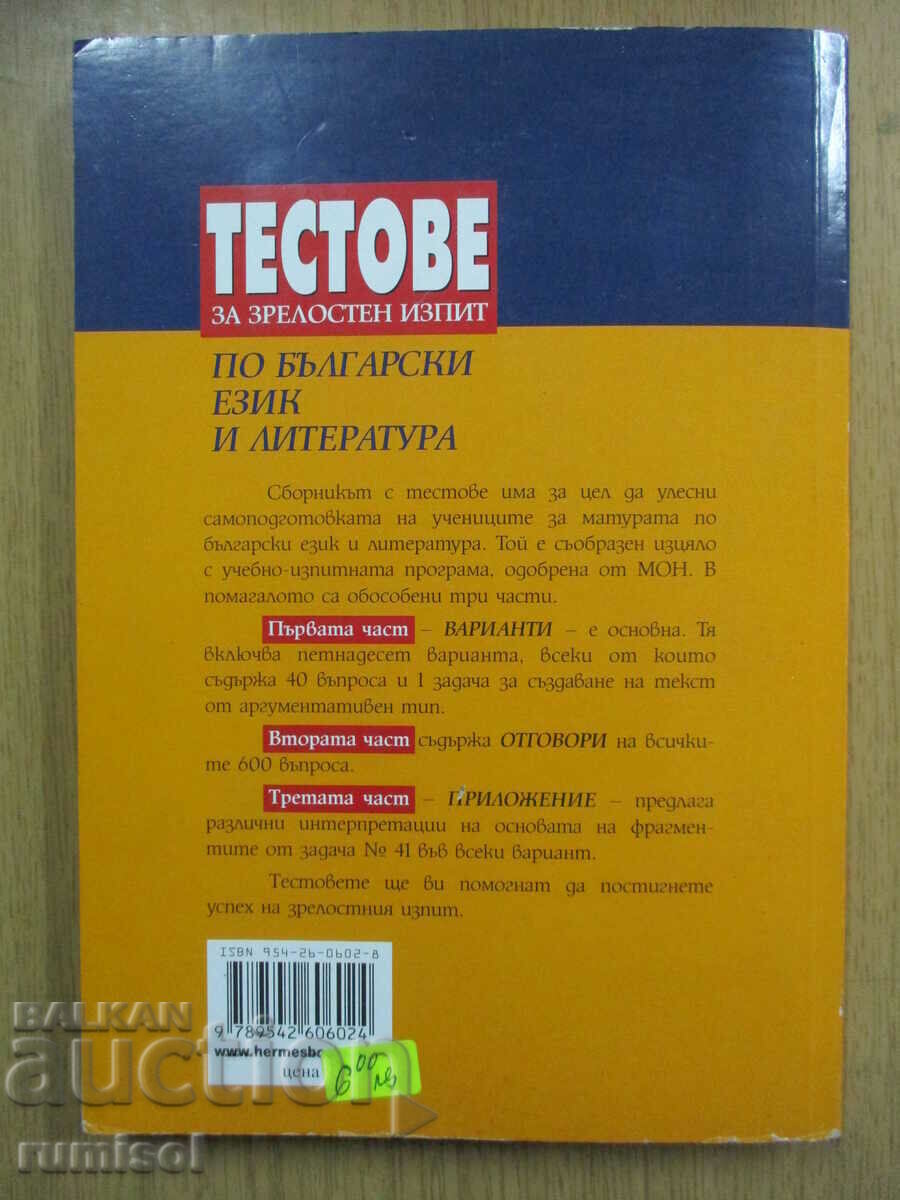 ТЕСТОВЕ
ЗА ЗРЕЛОСТЕН ИЗПИТ
ПО БЪЛГАРСКИ
ЕЗИК
И ЛИТЕРАТУРА
Сборникът с тестове има за цел да улесни
самоподготовката на учениците за матурата по
български език и литература. Той е съобразен изцяло
с учебно-изпитната програма, одобрена от МОН. В
помагалото са обособени три части.
Първата част – ВАРИАНТИ – е основна. Тя
включва петнадесет варианта, всеки от които
съдържа 40 въпроса и 1 задача за създаване на текст
от аргументативен тип.
Втората част съдържа ОТГОВОРИ на всички-
те 600 въпроса.
Третата част – ПРИЛОЖЕНИЕ – предлага
различни интерпретации на основата на фрагмен-
тите от задача № 41 във всеки вариант.
Тестовете ще ви помогнат да постигнете
успех на зрелостния изпит.
ISBN 954-26-0602-8
9 789542 606024
www.hermesbo
цена
6 00 лв
BALKAN
auction
rumisol